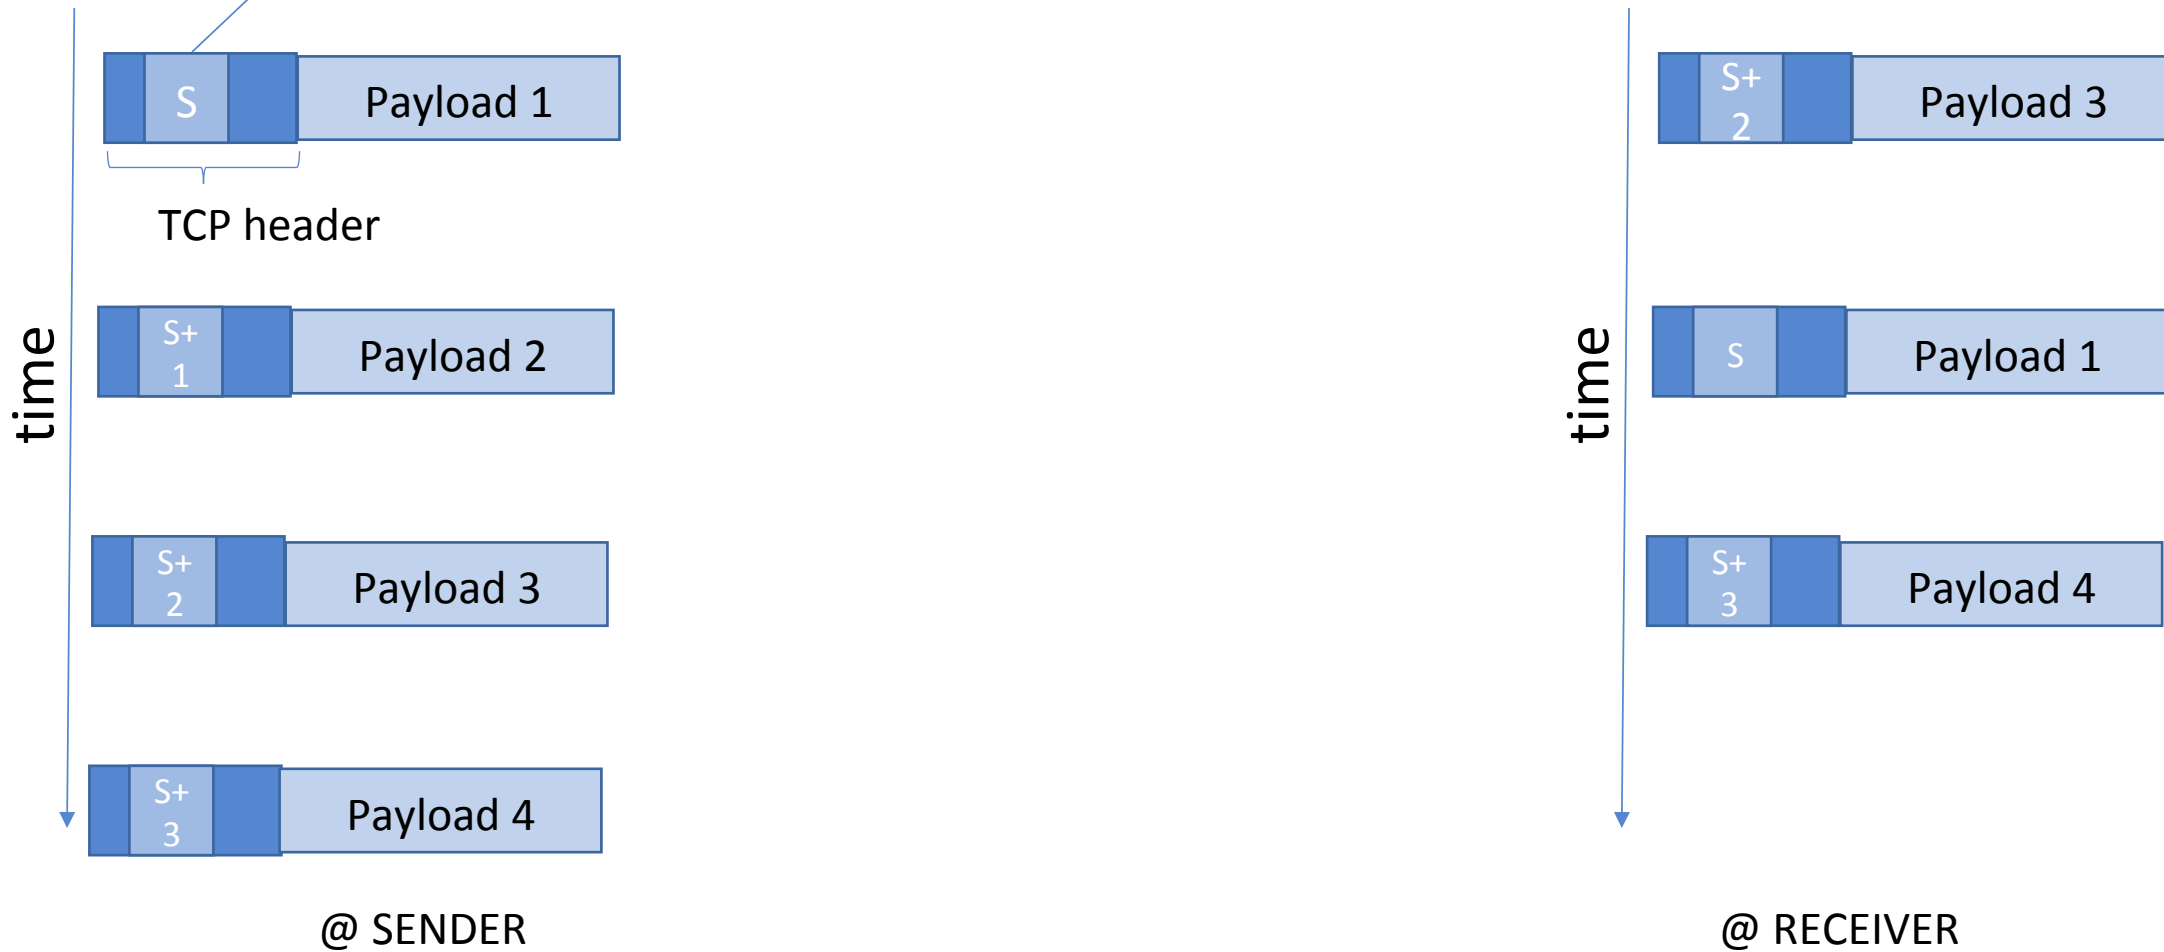 S
Payload 1
TCP header
S+
1
Payload 2
S+
2
Payload 3
S+
3
Payload 4
time
@ SENDER
S+
2
Payload 3
S
Payload 1
S+
3
Payload 4
time
@ RECEIVER